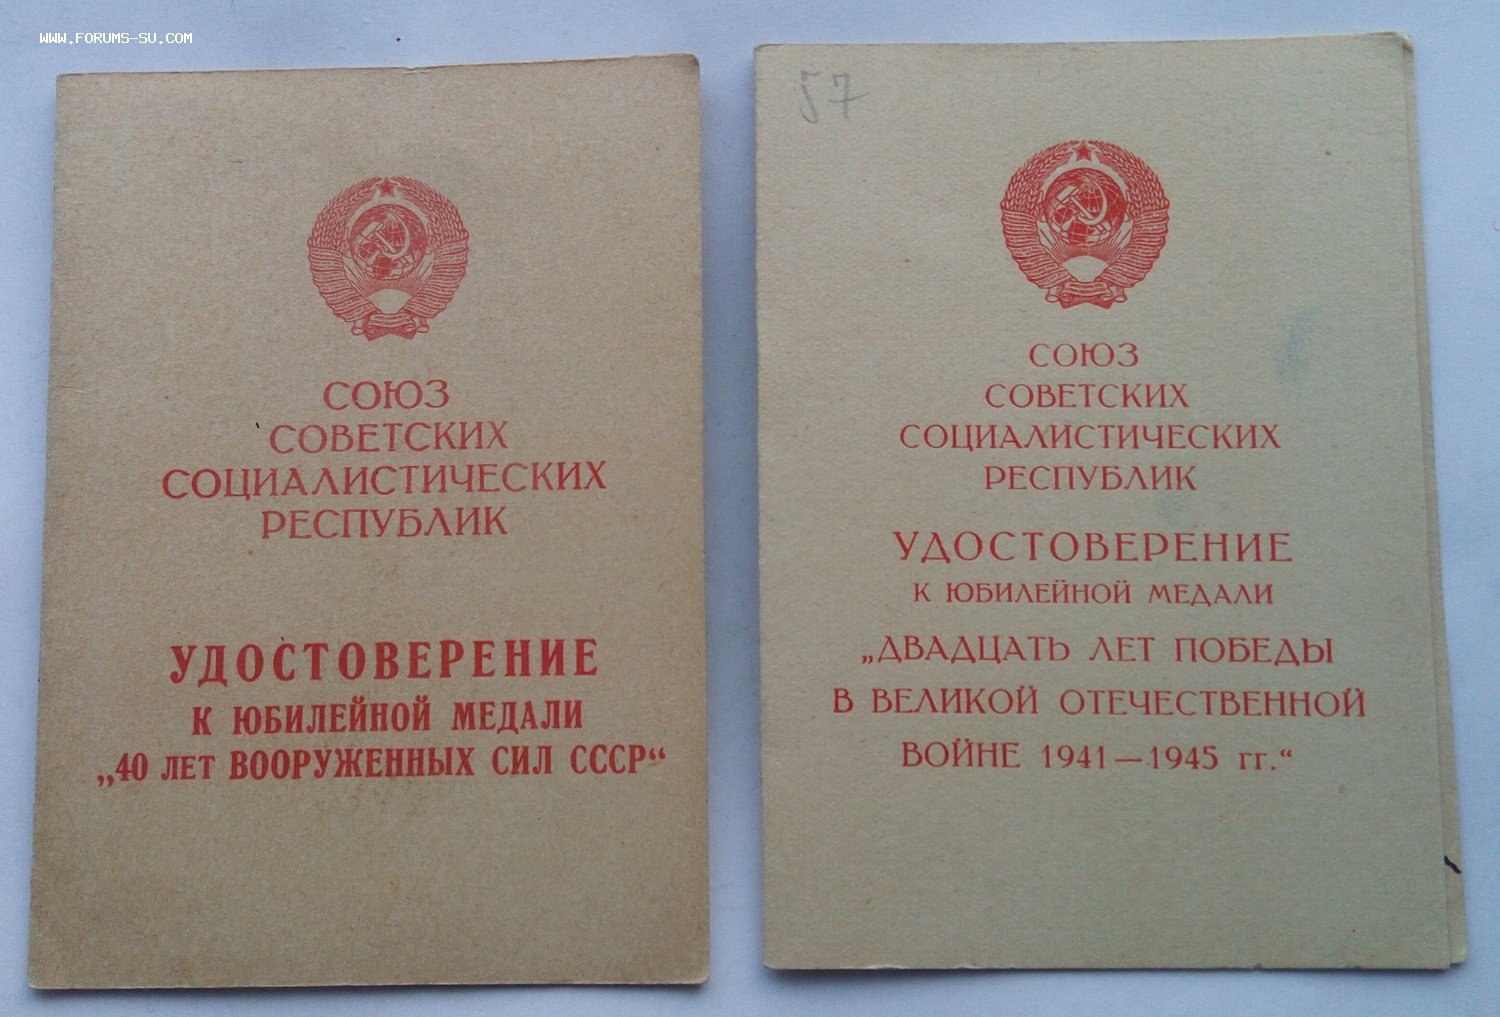 WWW.FORUMS-SU.COM
СОЮЗ
СОВЕТСКИХ
СОЦИАЛИСТИЧЕСКИХ
РЕСПУБЛИК
УДОСТОВЕРЕНИЕ
К ЮБИЛЕЙНОЙ МЕДАЛИ
„40 ЛЕТ ВООРУЖЕННЫХ СИЛ СССР“
57
СОЮЗ
СОВЕТСКИХ
СОЦИАЛИСТИЧЕСКИХ
РЕСПУБЛИК
УДОСТОВЕРЕНИЕ
К ЮБИЛЕЙНОЙ МЕДАЛИ
„ДВАДЦАТЬ ЛЕТ ПОБЕДЫ
В ВЕЛИКОЙ ОТЕЧЕСТВЕННОЙ
ВОЙНЕ 1941—1945 гг.“